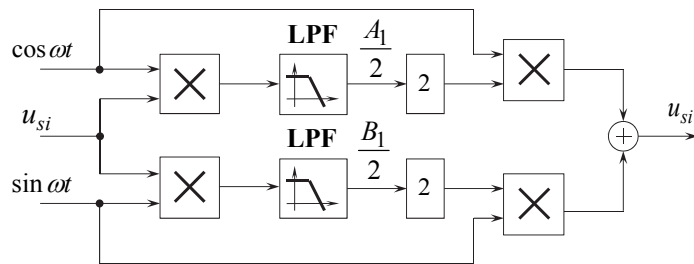 LPF
A₁/2
cos ωt
2
u_si
u_si
LPF
B₁/2
sin ωt
2